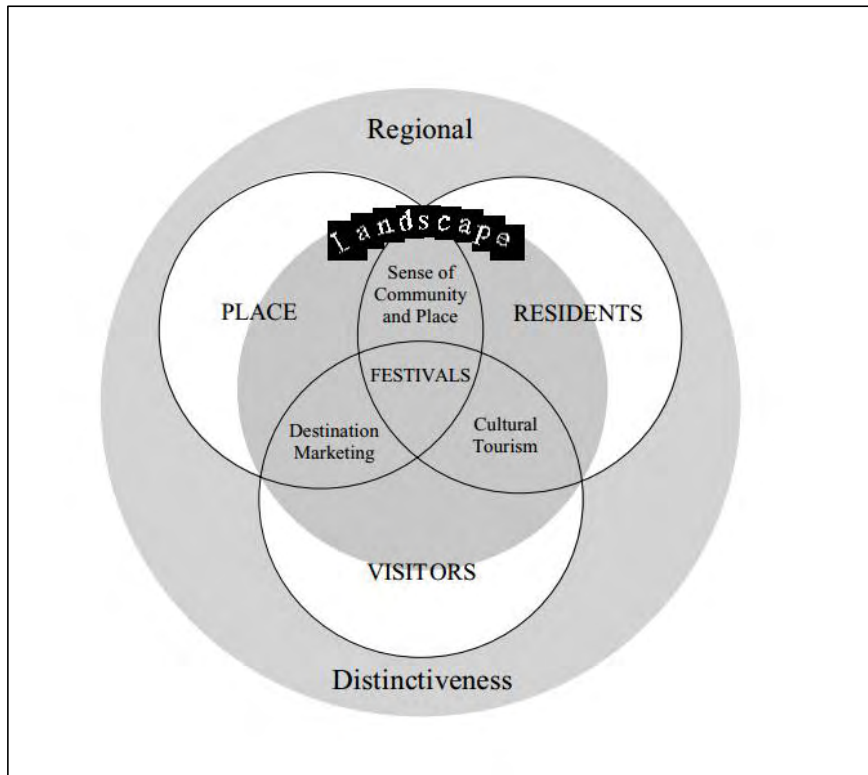 Regional
Landscape
Sense of
Community
and Place
PLACE
RESIDENTS
FESTIVALS
Destination
Marketing
Cultural
Tourism
VISITORS
Distinctiveness